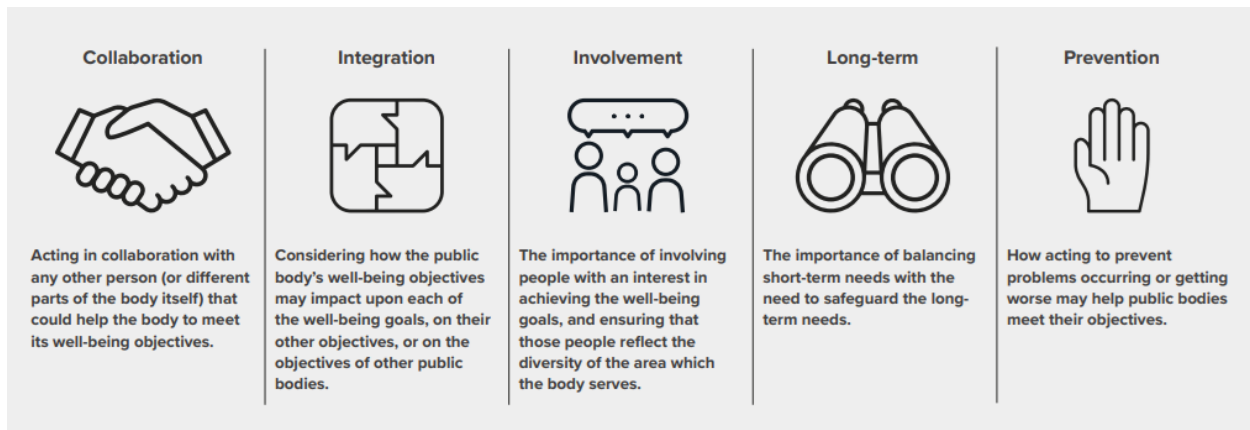 Collaboration
Acting in collaboration with
any other person (or different
parts of the body itself) that
could help the body to meet
its well-being objectives.
Integration
Considering how the public
body's well-being objectives
may impact upon each of
the well-being goals, on their
other objectives, or on the
objectives of other public
bodies.
Involvement
The importance of involving
people with an interest in
achieving the well-being
goals, and ensuring that
those people reflect the
diversity of the area which
the body serves.
Long-term
The importance of balancing
short-term needs with the
need to safeguard the long-
term needs.
Prevention
How acting to prevent
problems occurring or getting
worse may help public bodies
meet their objectives.